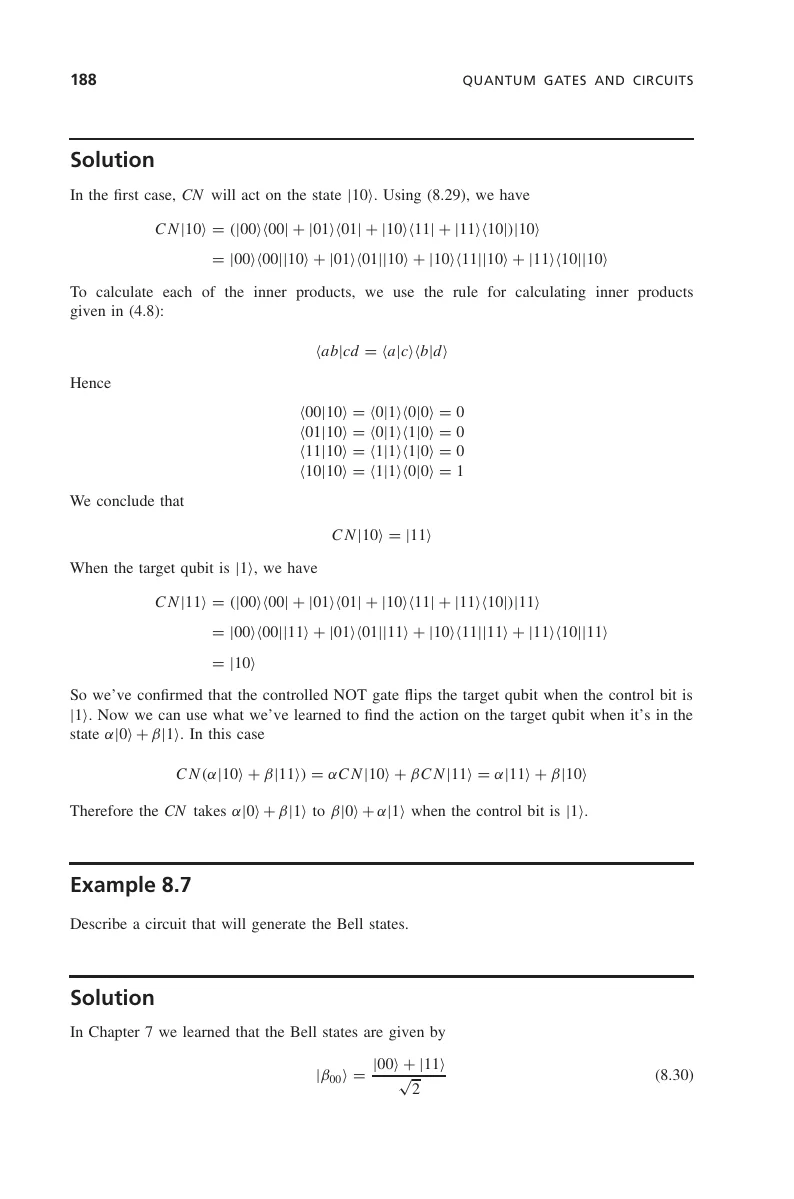 188
QUANTUM GATES AND CIRCUITS
Solution
In the first case, CN will act on the state |10⟩. Using (8.29), we have
CN|10⟩ = (|00⟩⟨00| + |01⟩⟨01| + |10⟩⟨11| + |11⟩⟨10|)|10⟩
= |00⟩⟨00||10⟩ + |01⟩⟨01||10⟩ + |10⟩⟨11||10⟩ + |11⟩⟨10||10⟩
To calculate each of the inner products, we use the rule for calculating inner products
given in (4.8):
⟨ab|cd = ⟨a|c⟩⟨b|d⟩
Hence
⟨00|10⟩ = ⟨0|1⟩⟨0|0⟩ = 0
⟨01|10⟩ = ⟨0|1⟩⟨1|0⟩ = 0
⟨11|10⟩ = ⟨1|1⟩⟨1|0⟩ = 0
⟨10|10⟩ = ⟨1|1⟩⟨0|0⟩ = 1
We conclude that
CN|10⟩ = |11⟩
When the target qubit is |1⟩, we have
CN|11⟩ = (|00⟩⟨00| + |01⟩⟨01| + |10⟩⟨11| + |11⟩⟨10|)|11⟩
= |00⟩⟨00||11⟩ + |01⟩⟨01||11⟩ + |10⟩⟨11||11⟩ + |11⟩⟨10||11⟩
= |10⟩
So we've confirmed that the controlled NOT gate flips the target qubit when the control bit is
|1⟩. Now we can use what we've learned to find the action on the target qubit when it's in the
state α|0⟩ + β|1⟩. In this case
CN(α|10⟩ + β|11⟩) = αCN|10⟩ + βCN|11⟩ = α|11⟩ + β|10⟩
Therefore the CN takes α|0⟩ + β|1⟩ to β|0⟩ + α|1⟩ when the control bit is |1⟩.
Example 8.7
Describe a circuit that will generate the Bell states.
Solution
In Chapter 7 we learned that the Bell states are given by
|β₀₀⟩ = (|00⟩ + |11⟩)/√2 (8.30)